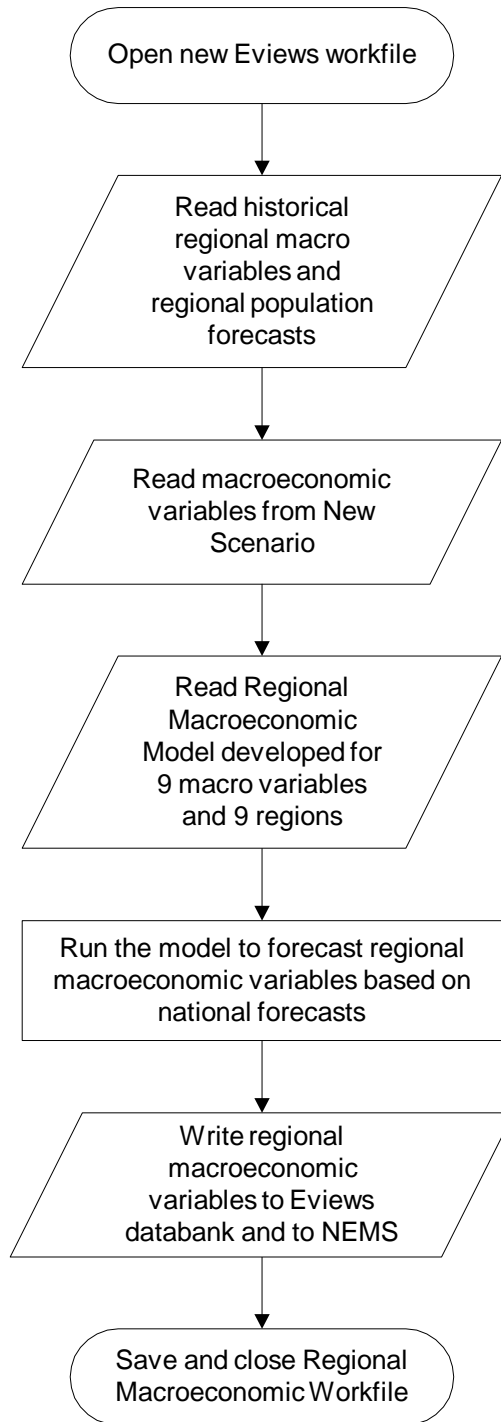 Open new Eviews workfile
Read historical
regional macro
variables and
regional population
forecasts
Read macroeconomic
variables from New
Scenario
Read Regional
Macroeconomic
Model developed for
9 macro variables
and 9 regions
Run the model to forecast regional
macroeconomic variables based on
national forecasts
Write regional
macroeconomic
variables to Eviews
databank and to NEMS
Save and close Regional
Macroeconomic Workfile